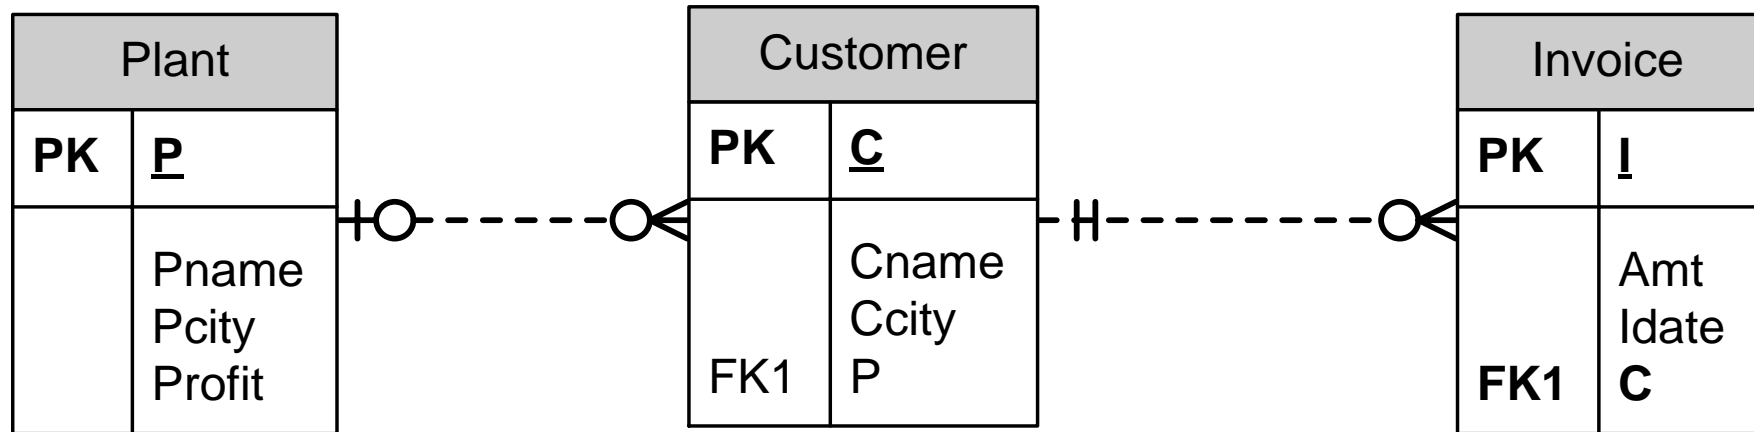 Plant
PK P
Pname
Pcity
Profit
Customer
PK C
Cname
Ccity
FK1 P
Invoice
PK I
Amt
Idate
FK1 C